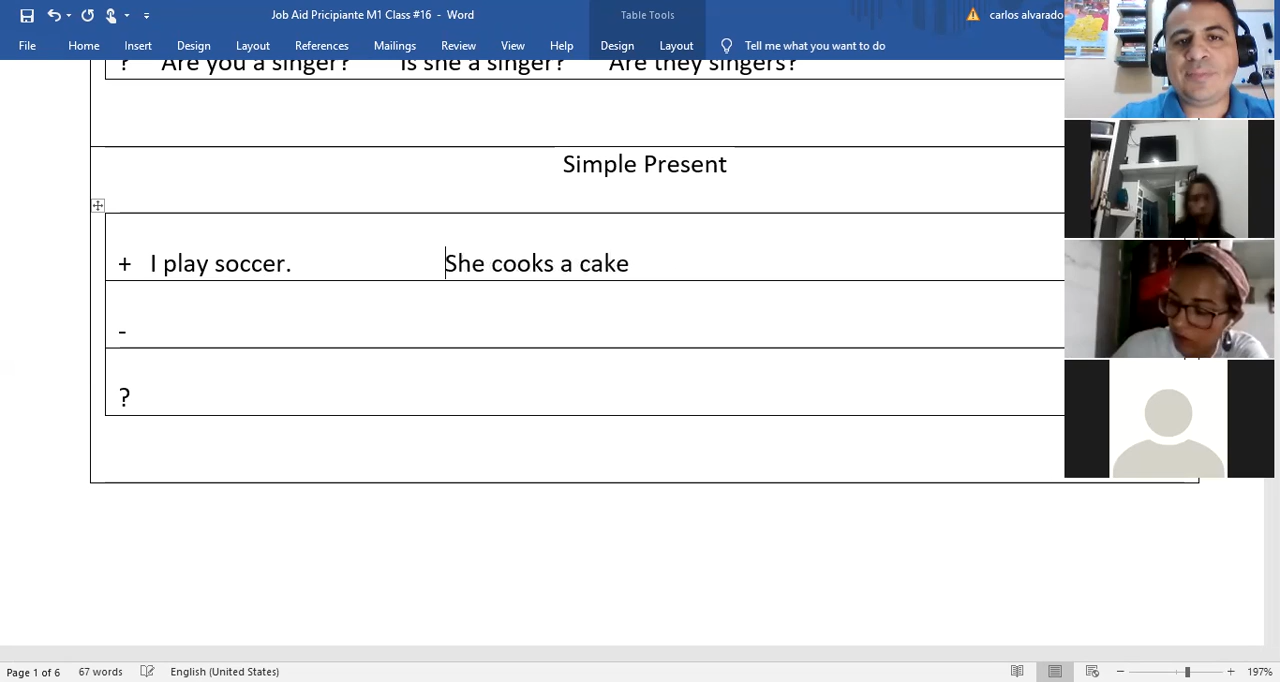 Job Aid Pricipiante M1 Class #16 - Word
Table Tools
carlos alvarado
File Home Insert Design Layout References Mailings Review View Help Design Layout Tell me what you want to do
? Are you a singer? Is she a singer? Are they singers?
Simple Present
+ I play soccer. She cooks a cake
-
?
Page 1 of 6 67 words English (United States) 197%